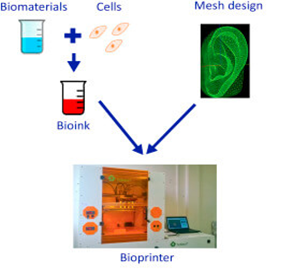 Biomaterials
Cells
Mesh design
Bioink
Bioprinter